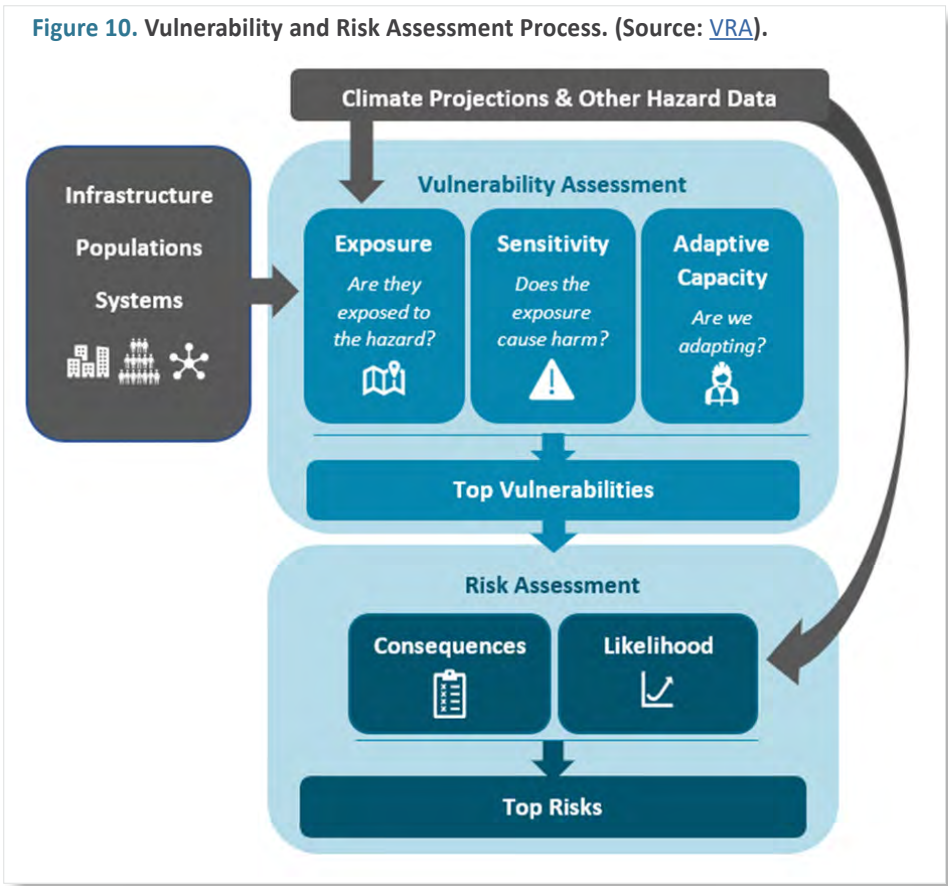 Figure 10. Vulnerability and Risk Assessment Process. (Source: VRA).
Climate Projections & Other Hazard Data
Infrastructure
Populations
Systems
Vulnerability Assessment
Exposure
Are they
exposed to
the hazard?
Sensitivity
Does the
exposure
cause harm?
Adaptive
Capacity
Are we
adapting?
Top Vulnerabilities
Risk Assessment
Consequences
Likelihood
Top Risks